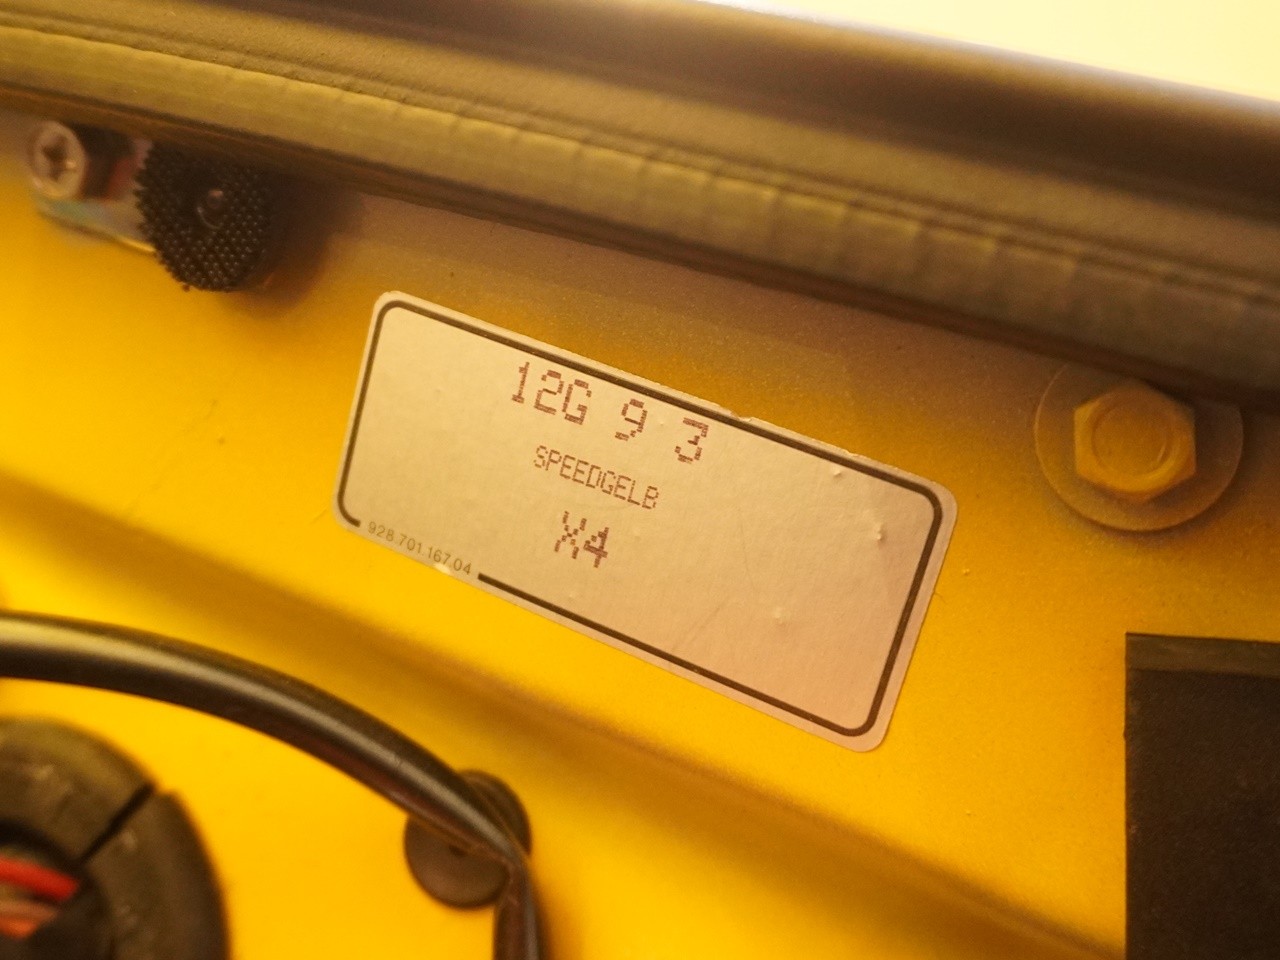 12G 9 3
SPEEDGELB
X4
928.701.167.04